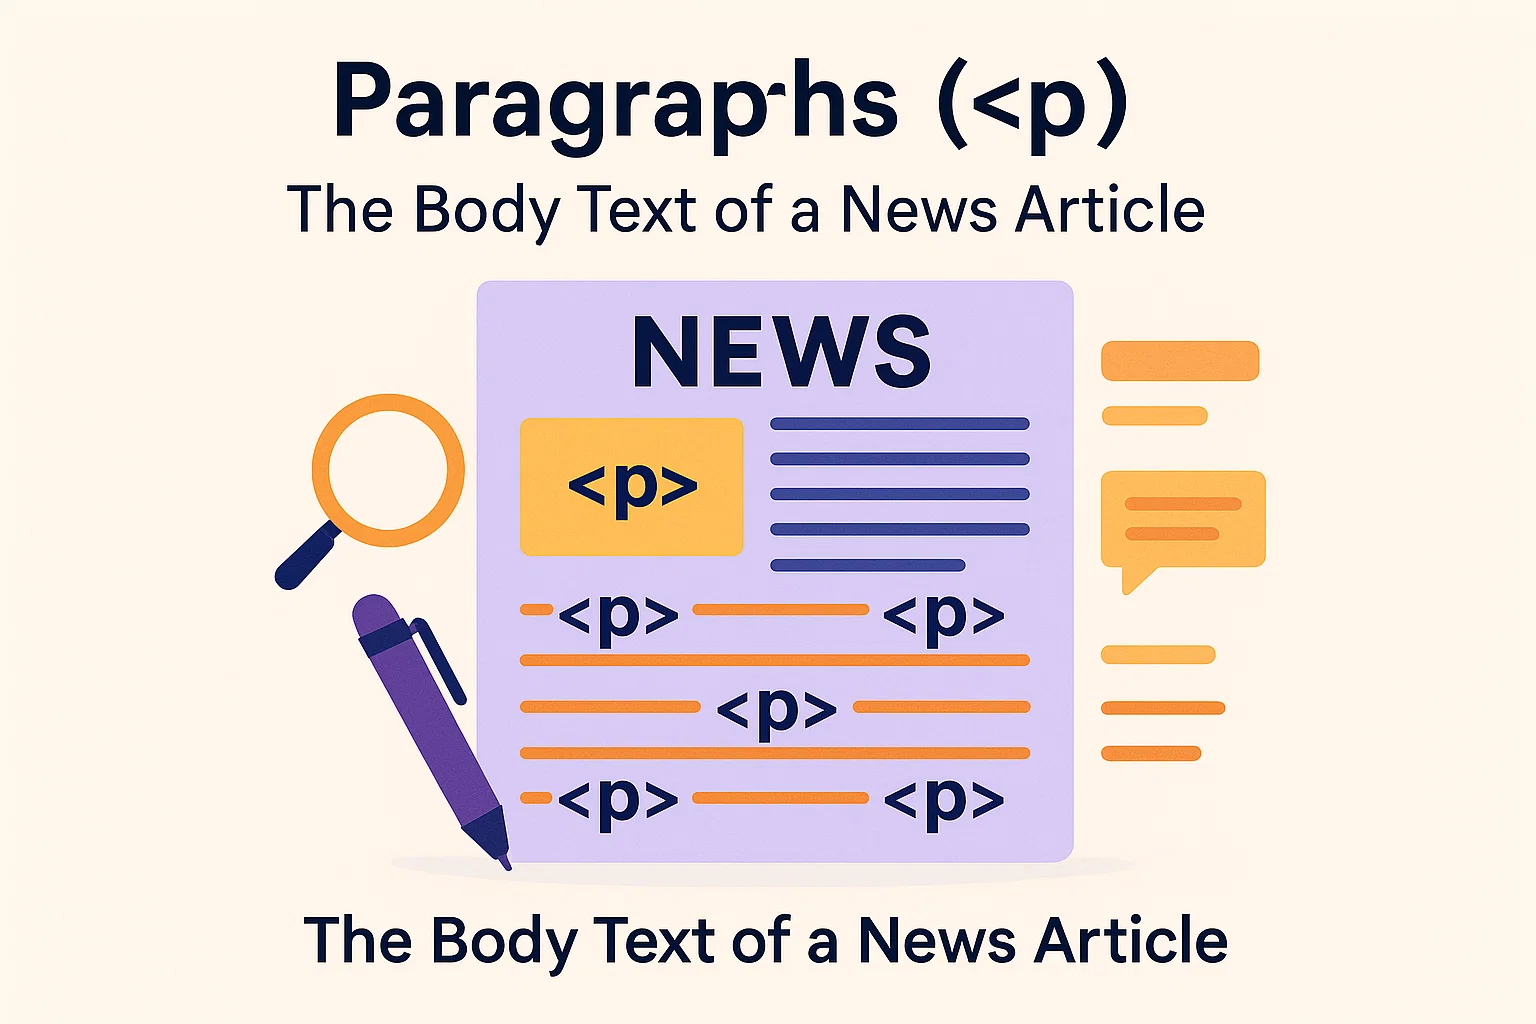 Paragraphs (<p)
The Body Text of a News Article
NEWS
<p>
<p> <p>
<p>
<p> <p>
The Body Text of a News Article